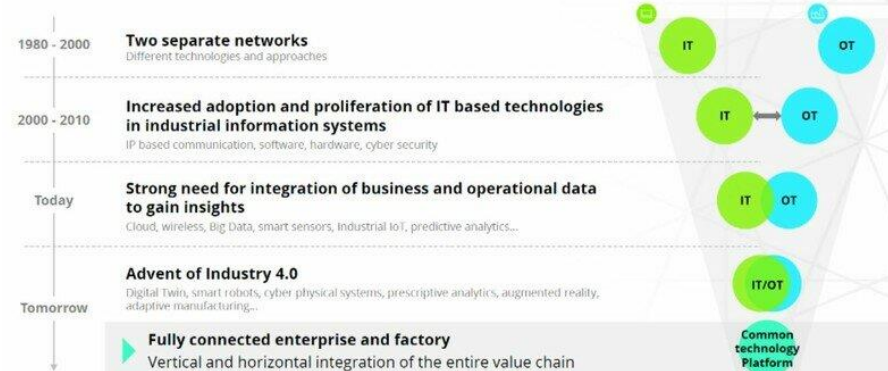 1980 - 2000
Two separate networks
Different technologies and approaches
IT
OT
2000 - 2010
Increased adoption and proliferation of IT based technologies
in industrial information systems
IP based communication, software, hardware, cyber security
IT
OT
Today
Strong need for integration of business and operational data
to gain insights
Cloud, wireless, Big Data, smart sensors, Industrial IoT, predictive analytics...
IT
OT
Tomorrow
Advent of Industry 4.0
Digital Twin, smart robots, cyber physical systems, prescriptive analytics, augmented reality,
adaptive manufacturing...
IT/OT
Fully connected enterprise and factory
Vertical and horizontal integration of the entire value chain
Common
technology
Platform